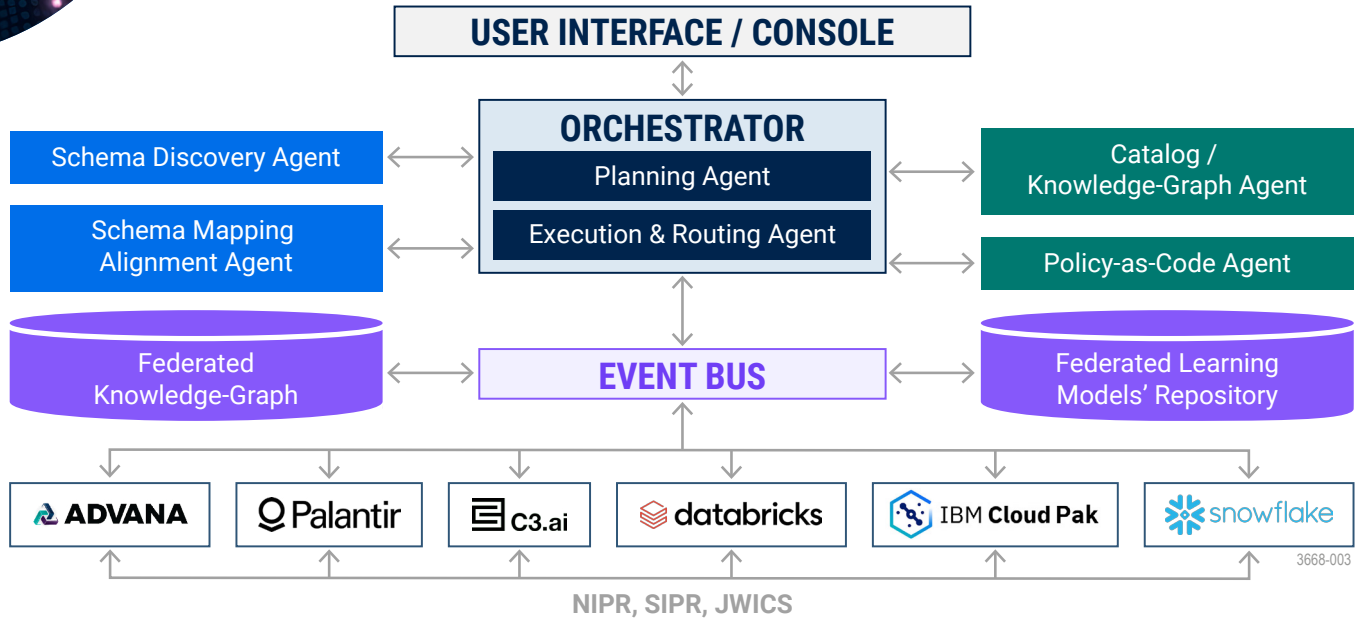 USER INTERFACE / CONSOLE
ORCHESTRATOR
Planning Agent
Execution & Routing Agent
Schema Discovery Agent
Schema Mapping
Alignment Agent
Catalog /
Knowledge-Graph Agent
Policy-as-Code Agent
Federated
Knowledge-Graph
EVENT BUS
Federated Learning
Models’ Repository
ADVANA
Palantir
C3.ai
databricks
IBM Cloud Pak
snowflake
3668-003
NIPR, SIPR, JWICS